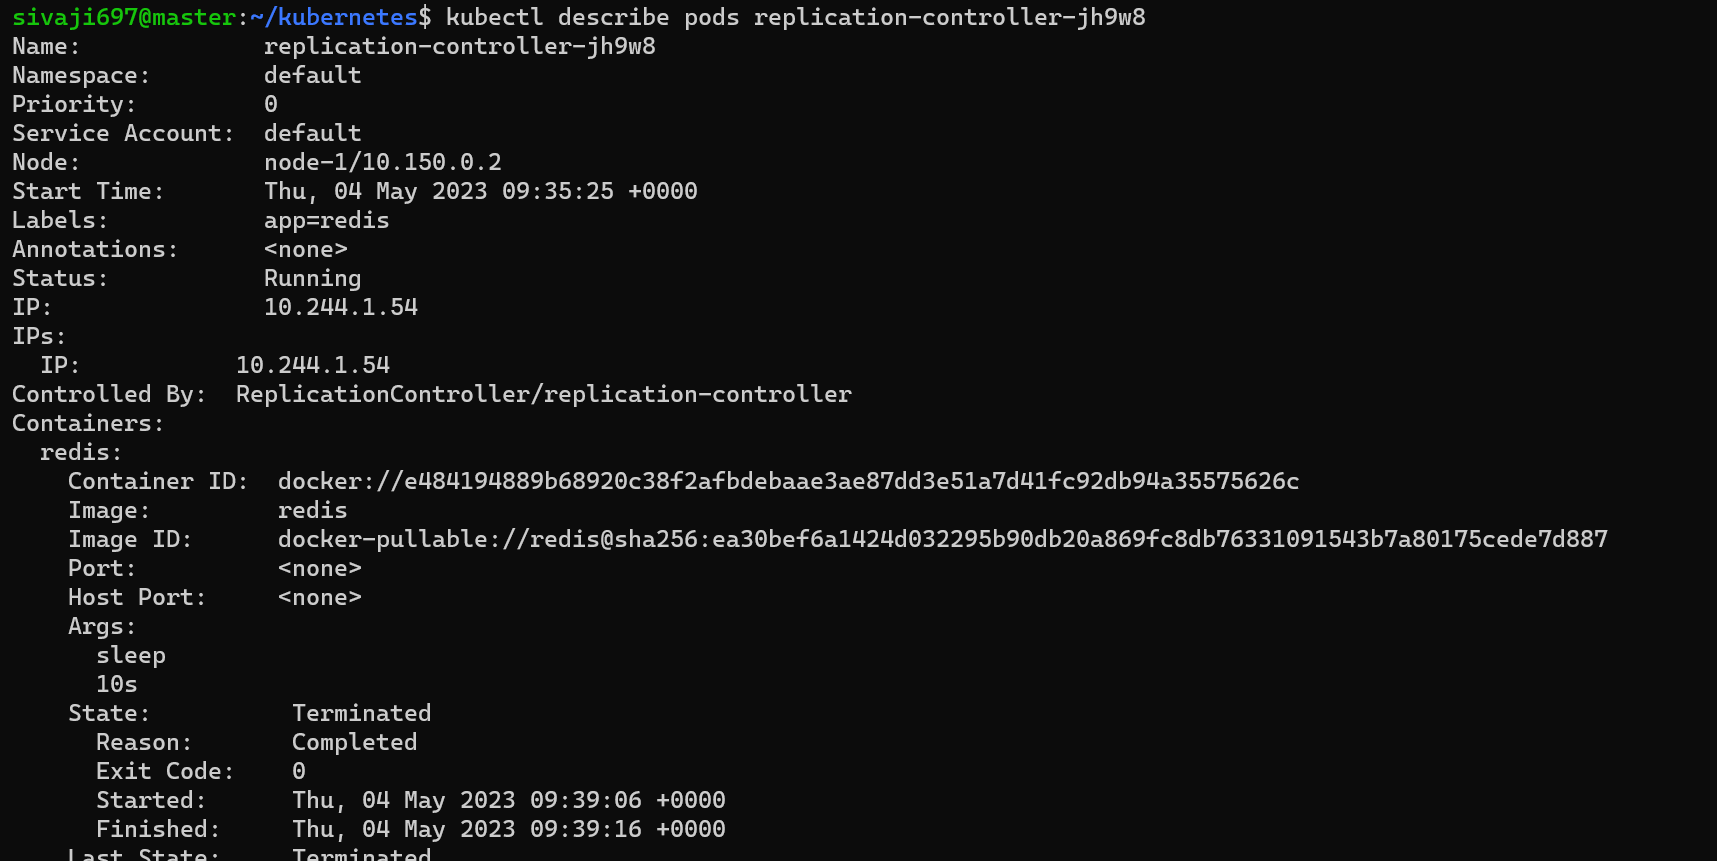 sivaji697@master:~/kubernetes$ kubectl describe pods replication-controller-jh9w8
Name:             replication-controller-jh9w8
Namespace:        default
Priority:         0
Service Account:  default
Node:             node-1/10.150.0.2
Start Time:       Thu, 04 May 2023 09:35:25 +0000
Labels:           app=redis
Annotations:      <none>
Status:           Running
IP:               10.244.1.54
IPs:
  IP:           10.244.1.54
Controlled By:  ReplicationController/replication-controller
Containers:
  redis:
    Container ID:  docker://e484194889b68920c38f2afbdebaae3ae87dd3e51a7d41fc92db94a35575626c
    Image:         redis
    Image ID:      docker-pullable://redis@sha256:ea30bef6a1424d032295b90db20a869fc8db76331091543b7a80175cede7d887
    Port:          <none>
    Host Port:     <none>
    Args:
      sleep
      10s
    State:          Terminated
      Reason:       Completed
      Exit Code:    0
      Started:      Thu, 04 May 2023 09:39:06 +0000
      Finished:     Thu, 04 May 2023 09:39:16 +0000
    Last State:     Terminated